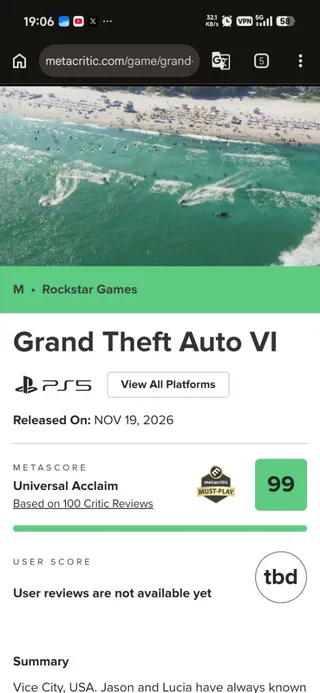 19:06
32.1
KB/s
VPN
5G
58
metacritic.com/game/grand-
5
M • Rockstar Games
Grand Theft Auto VI
PS5
View All Platforms
Released On: NOV 19, 2026
METASCORE
Universal Acclaim
Based on 100 Critic Reviews
metacritic
MUST-PLAY
99
USER SCORE
User reviews are not available yet
tbd
Summary
Vice City, USA. Jason and Lucia have always known